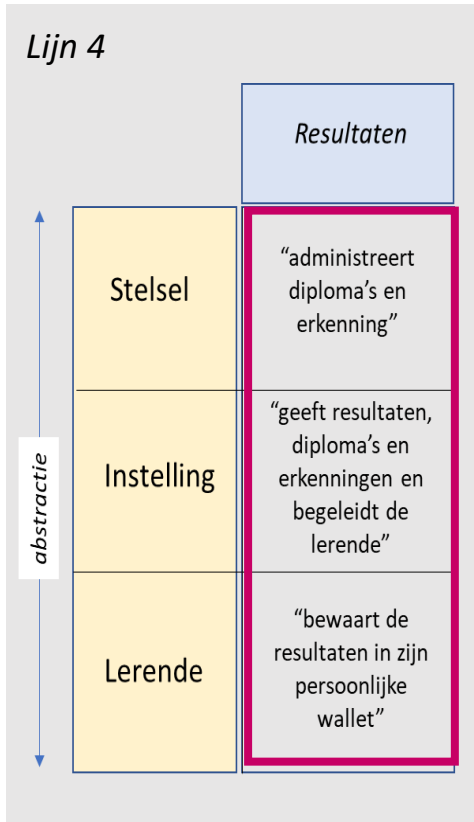 Lijn 4
Resultaten
abstractie
Stelsel
“administreert
diploma’s en
erkenning”
Instelling
“geeft resultaten,
diploma’s en
erkenningen en
begeleidt de
lerende”
Lerende
“bewaart de
resultaten in zijn
persoonlijke
wallet”